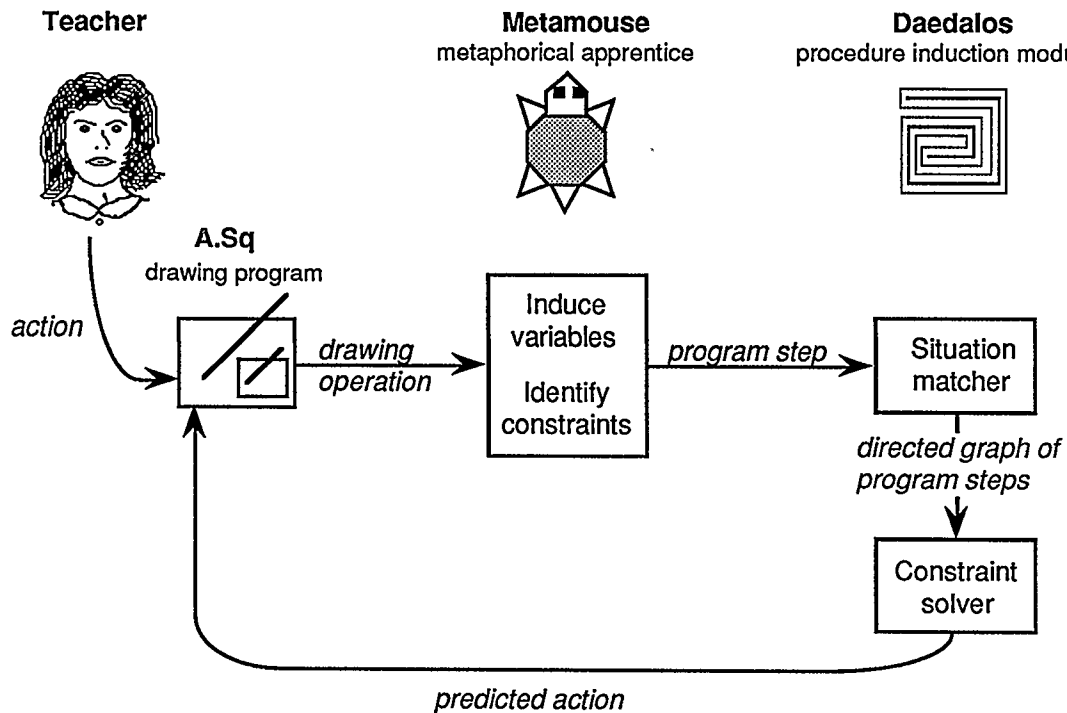 Teacher
Metamouse
metaphorical apprentice
Daedalos
procedure induction modu
A.Sq
drawing program
action
drawing
operation
Induce
variables
Identify
constraints
program step
Situation
matcher
directed graph of
program steps
Constraint
solver
predicted action